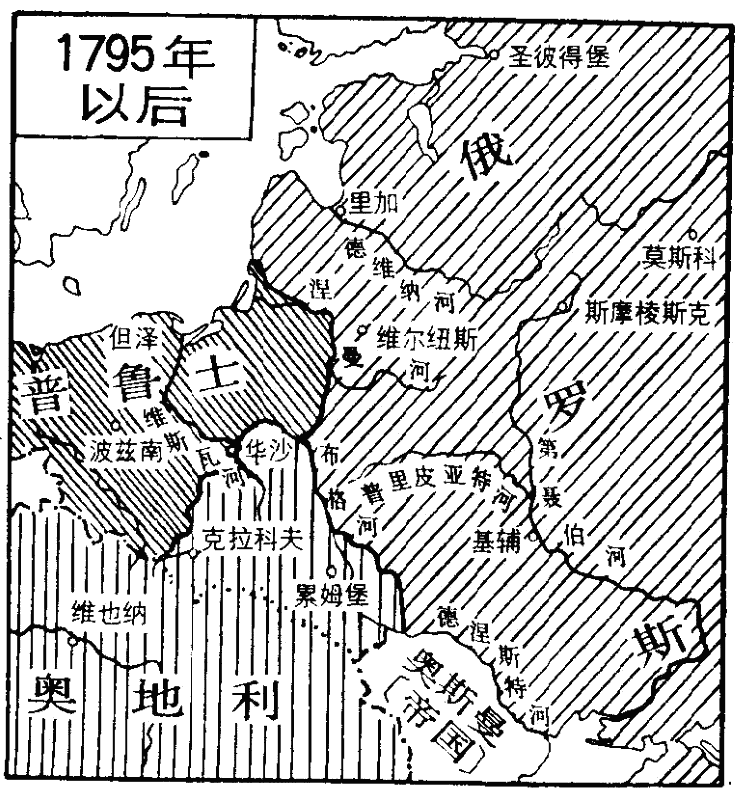 1795年
以后
圣彼得堡
俄
里加
德维纳河
莫斯科
涅曼河
斯摩棱斯克
维尔纽斯
但泽
普鲁士
罗
波兹南
维斯瓦河
华沙
布格河
普里皮亚特河
第聂伯河
基辅
克拉科夫
累姆堡
维也纳
斯
德涅斯特河
奥地利
奥斯曼
帝国